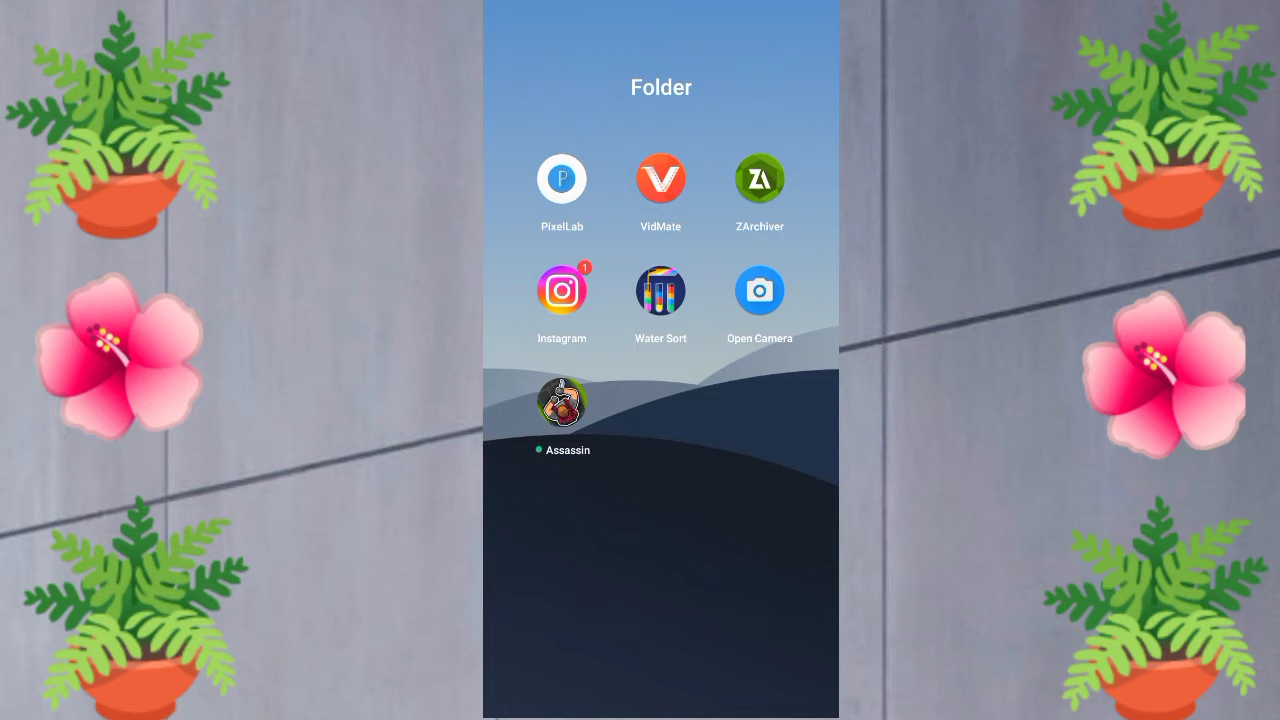 Folder
PixelLab
VidMate
ZArchiver
1
Instagram
Water Sort
Open Camera
Assassin